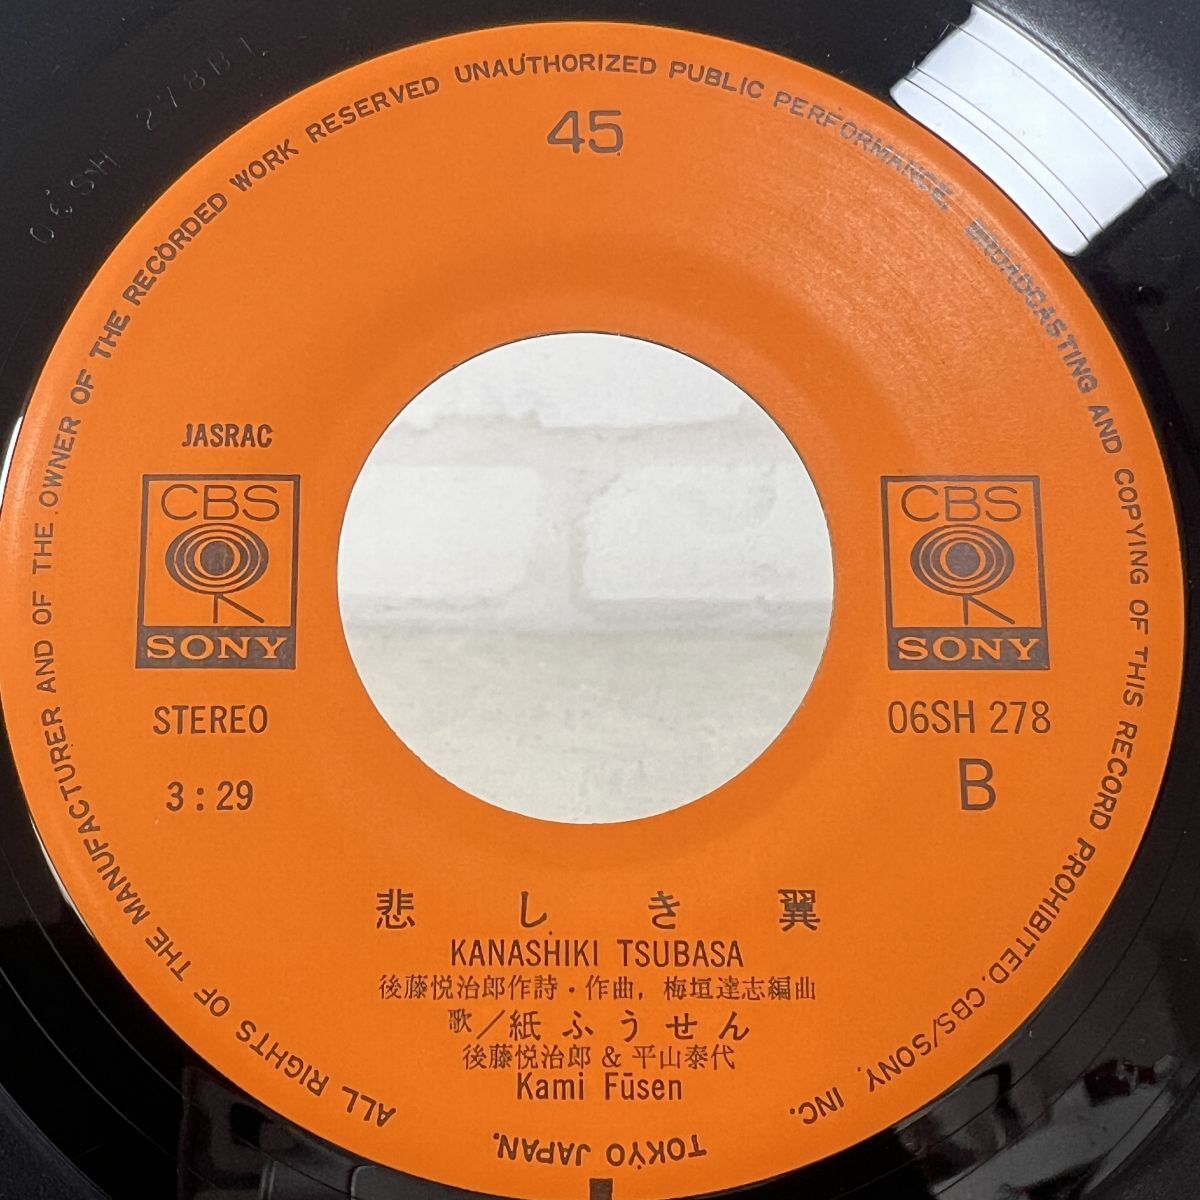 ALL RIGHTS OF THE MANUFACTURER AND OF THE OWNER OF THE RECORDED WORK RESERVED UNAUTHORIZED PUBLIC PERFORMANCE, BROADCASTING AND COPYING OF THIS RECORD PROHIBITED. CBS/SONY, INC. TOKYO JAPAN.
06SH 278B1
45
JASRAC
CBS
SONY
CBS
SONY
STEREO
06SH 278
3:29
B
悲しき翼
KANASHIKI TSUBASA
後藤悦治郎作詩・作曲, 梅垣達志編曲
歌／紙ふうせん
後藤悦治郎 & 平山泰代
Kami Fūsen